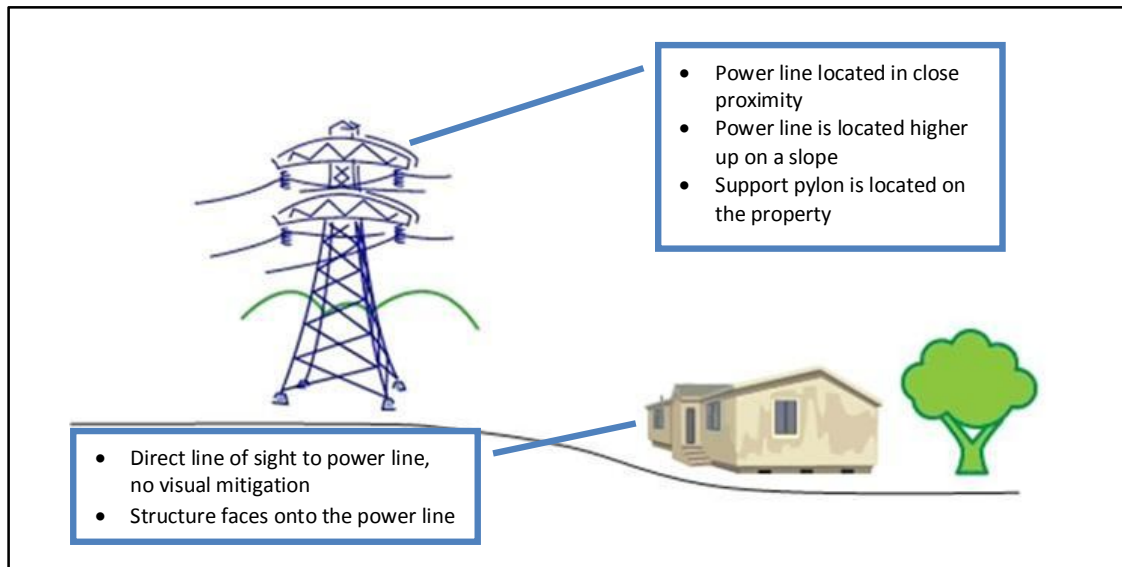 • Power line located in close
proximity
• Power line is located higher
up on a slope
• Support pylon is located on
the property
• Direct line of sight to power line,
no visual mitigation
• Structure faces onto the power line